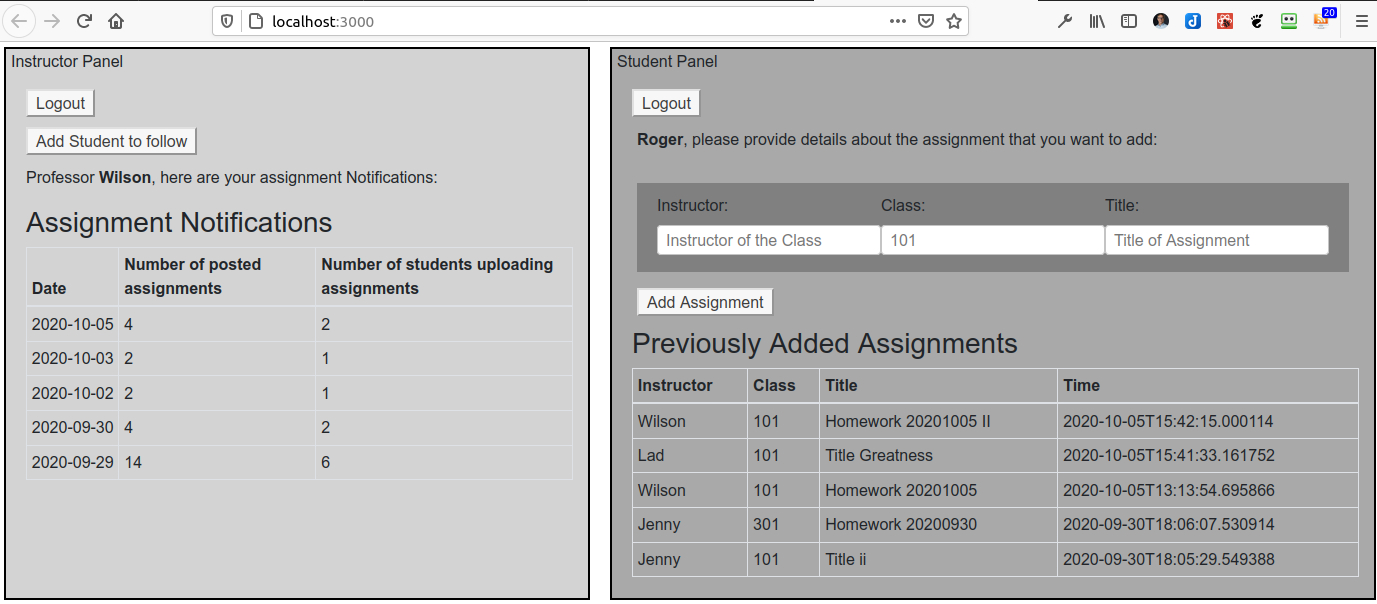 localhost:3000
20
Instructor Panel
Logout
Add Student to follow
Professor Wilson, here are your assignment Notifications:
Assignment Notifications
Date Number of posted assignments Number of students uploading assignments
2020-10-05 4 2
2020-10-03 2 1
2020-10-02 2 1
2020-09-30 4 2
2020-09-29 14 6
Student Panel
Logout
Roger, please provide details about the assignment that you want to add:
Instructor: Class: Title:
Instructor of the Class 101 Title of Assignment
Add Assignment
Previously Added Assignments
Instructor Class Title Time
Wilson 101 Homework 20201005 II 2020-10-05T15:42:15.000114
Lad 101 Title Greatness 2020-10-05T15:41:33.161752
Wilson 101 Homework 20201005 2020-10-05T13:13:54.695866
Jenny 301 Homework 20200930 2020-09-30T18:06:07.530914
Jenny 101 Title ii 2020-09-30T18:05:29.549388